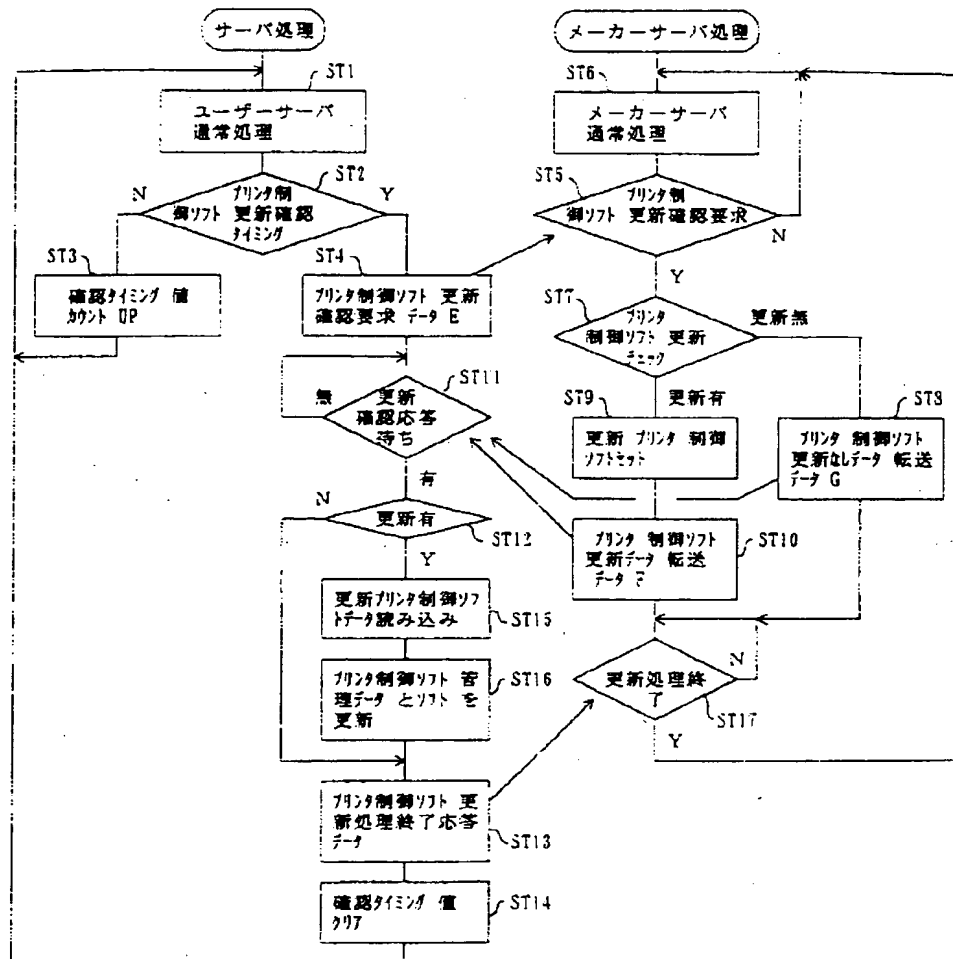 サーバ処理
ST1
ユーザーサーバ
通常処理
ST2
N
プリンタ制
御ソフト 更新確認
タイミング
Y
ST3
確認タイミング 値
カウント UP
ST4
プリンタ制御ソフト 更新
確認要求 データ E
ST11
無
更新
確認応答
待ち
有
N
更新有
ST12
Y
更新プリンタ制御ソフ
トデータ読み込み
ST15
プリンタ制御ソフト 管
理データ とソフト を
更新
ST16
プリンタ制御ソフト 更
新処理終了応答
データ
ST13
確認タイミング 値
クリア
ST14
メーカーサーバ処理
ST6
メーカーサーバ
通常処理
ST5
プリンタ制
御ソフト 更新確認要求
N
Y
ST7
プリンタ
制御ソフト 更新
チェック
更新無
更新有
ST9
更新 プリンタ 制御
ソフトセット
ST8
プリンタ 制御ソフト
更新なしデータ 転送
データ G
プリンタ 制御ソフト
更新データ 転送
データ F
ST10
更新処理終
了
N
ST17
Y